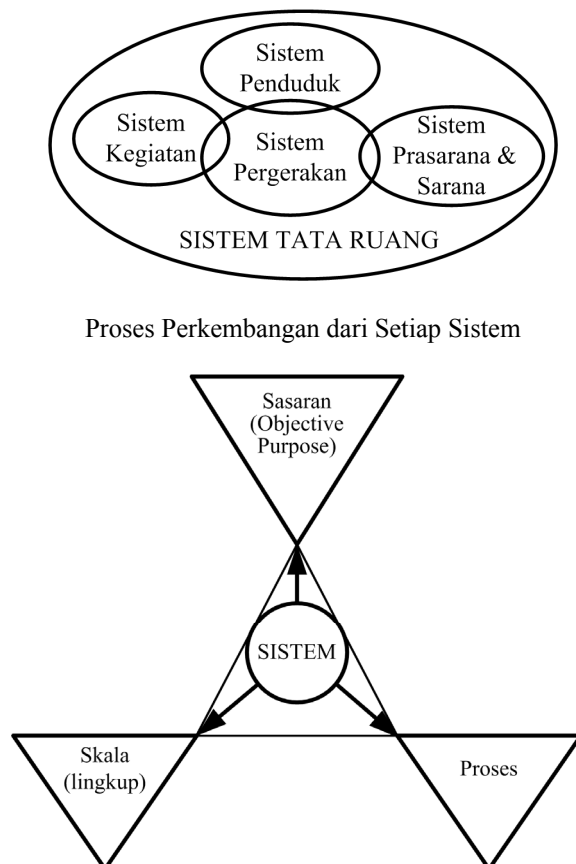 Sistem
Penduduk
Sistem
Kegiatan
Sistem
Pergerakan
Sistem
Prasarana &
Sarana
SISTEM TATA RUANG
Proses Perkembangan dari Setiap Sistem
Sasaran
(Objective
Purpose)
SISTEM
Skala
(lingkup)
Proses